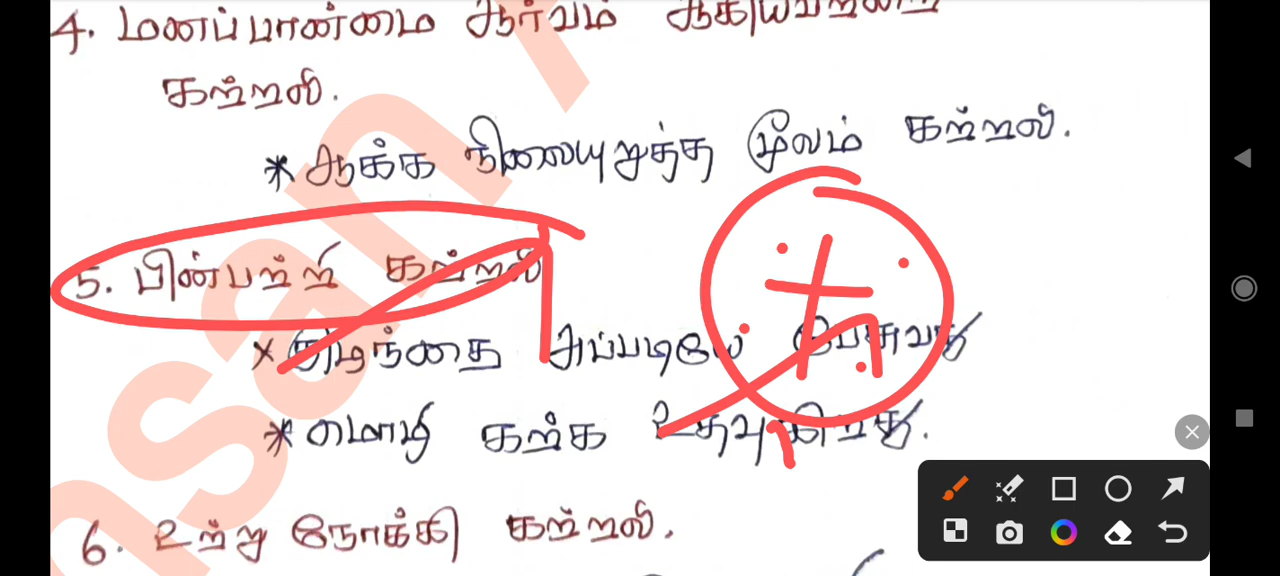 4. மனப்பான்மை ஆர்வம் ஆகியவற்றை
கற்றல்.
* ஆக்க நிலையுறுத்த மூலம் கற்றல்.
5. பின்பற்றி கற்றல்
× குழந்தை அப்படியே பேசுவது
* மொழி கற்க உதவுகிறது.
6. உற்று நோக்கி கற்றல்.